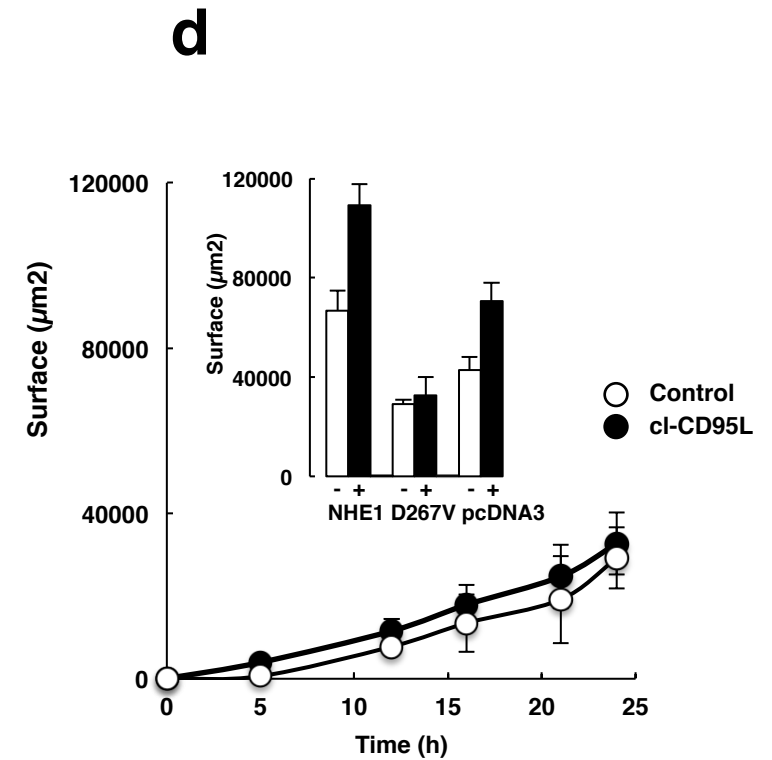 d
120000
80000
40000
0
Surface (µm2)
120000
80000
40000
0
Surface (µm2)
- + - + - +
NHE1 D267V pcDNA3
Control
cl-CD95L
0 5 10 15 20 25
Time (h)